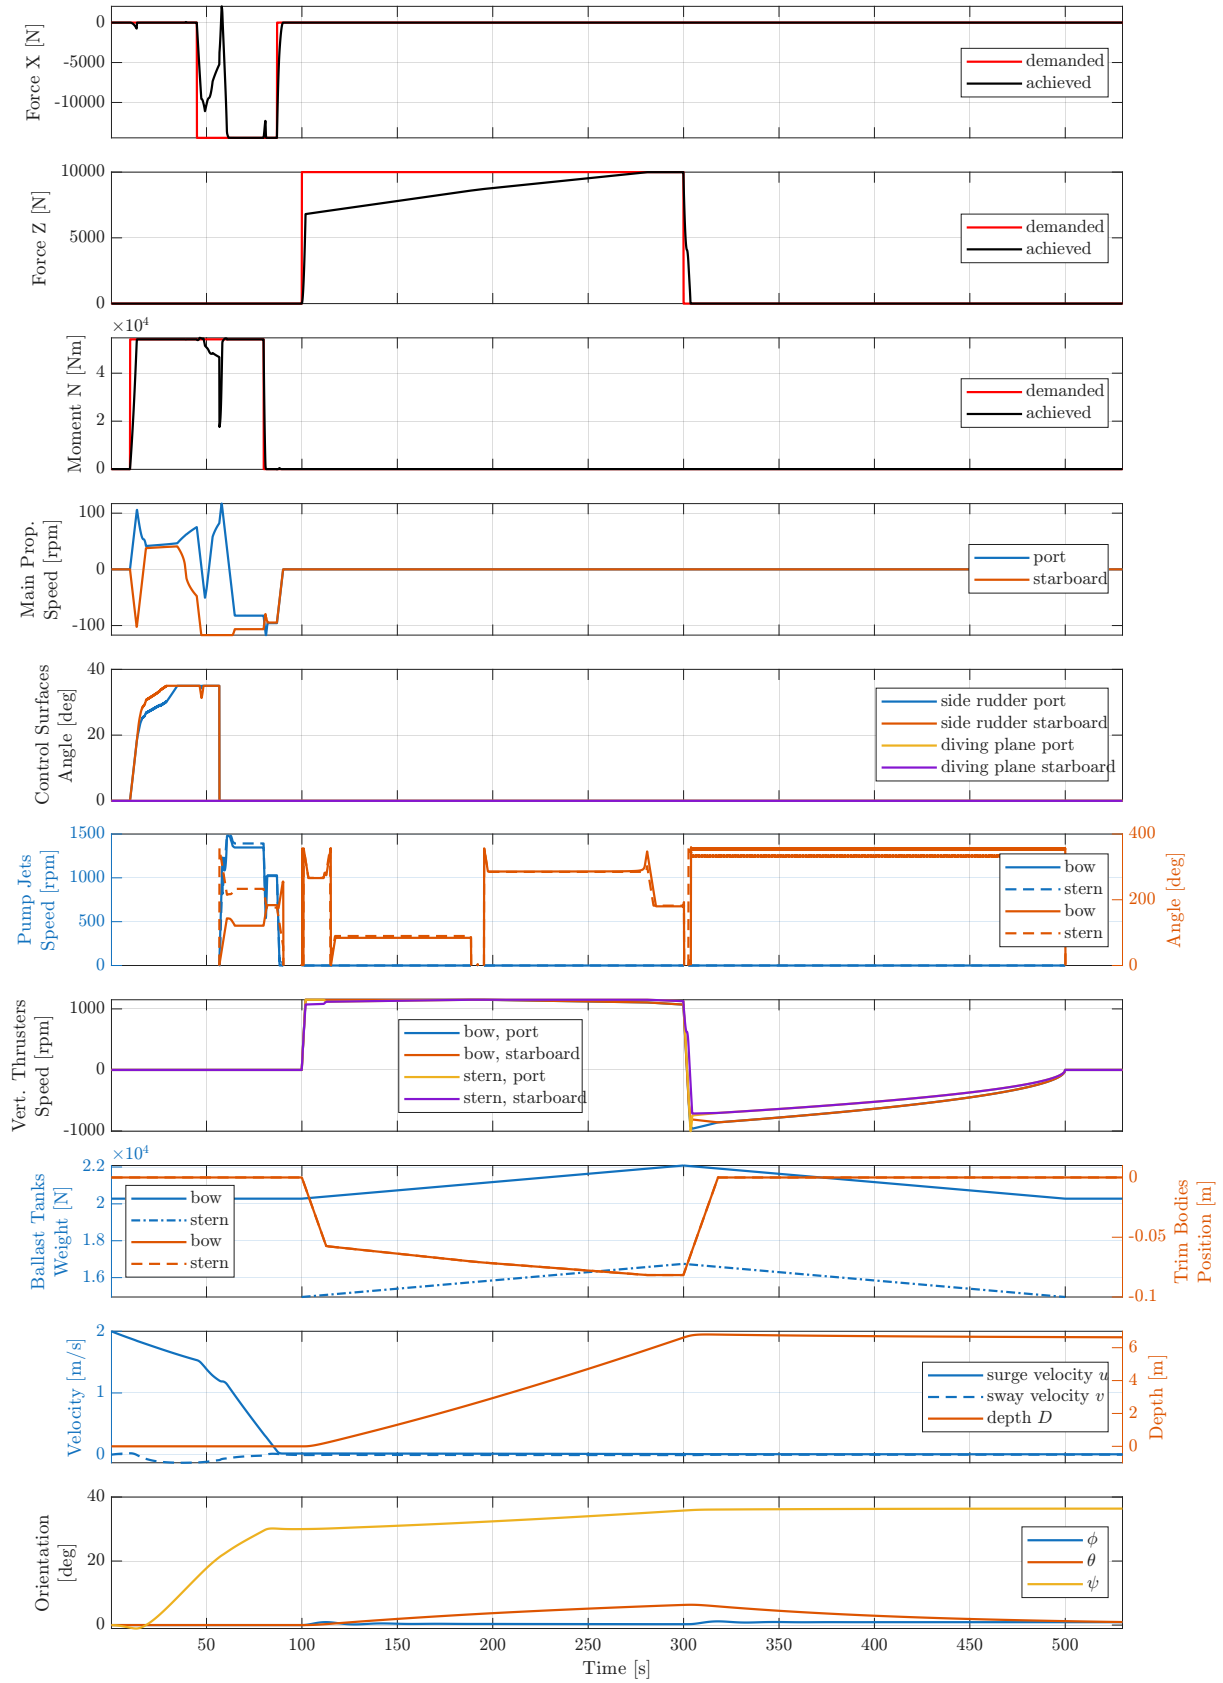 Force X [N]
0
-5000
-10000
demanded
achieved
Force Z [N]
10000
5000
0
demanded
achieved
×10⁴
Moment N [Nm]
4
2
0
demanded
achieved
Main Prop.
Speed [rpm]
100
0
-100
port
starboard
Control Surfaces
Angle [deg]
40
20
0
side rudder port
side rudder starboard
diving plane port
diving plane starboard
Pump Jets
Speed [rpm]
1500
1000
500
0
bow
stern
bow
stern
400
200
0
Angle [deg]
Vert. Thrusters
Speed [rpm]
1000
0
-1000
bow, port
bow, starboard
stern, port
stern, starboard
×10⁴
Ballast Tanks
Weight [N]
2.2
2
1.8
1.6
bow
stern
bow
stern
0
-0.05
-0.1
Trim Bodies
Position [m]
Velocity [m/s]
2
1
0
surge velocity u
sway velocity v
depth D
6
4
2
0
Depth [m]
Orientation
[deg]
40
20
0
ϕ
θ
ψ
50 100 150 200 250 300 350 400 450 500
Time [s]